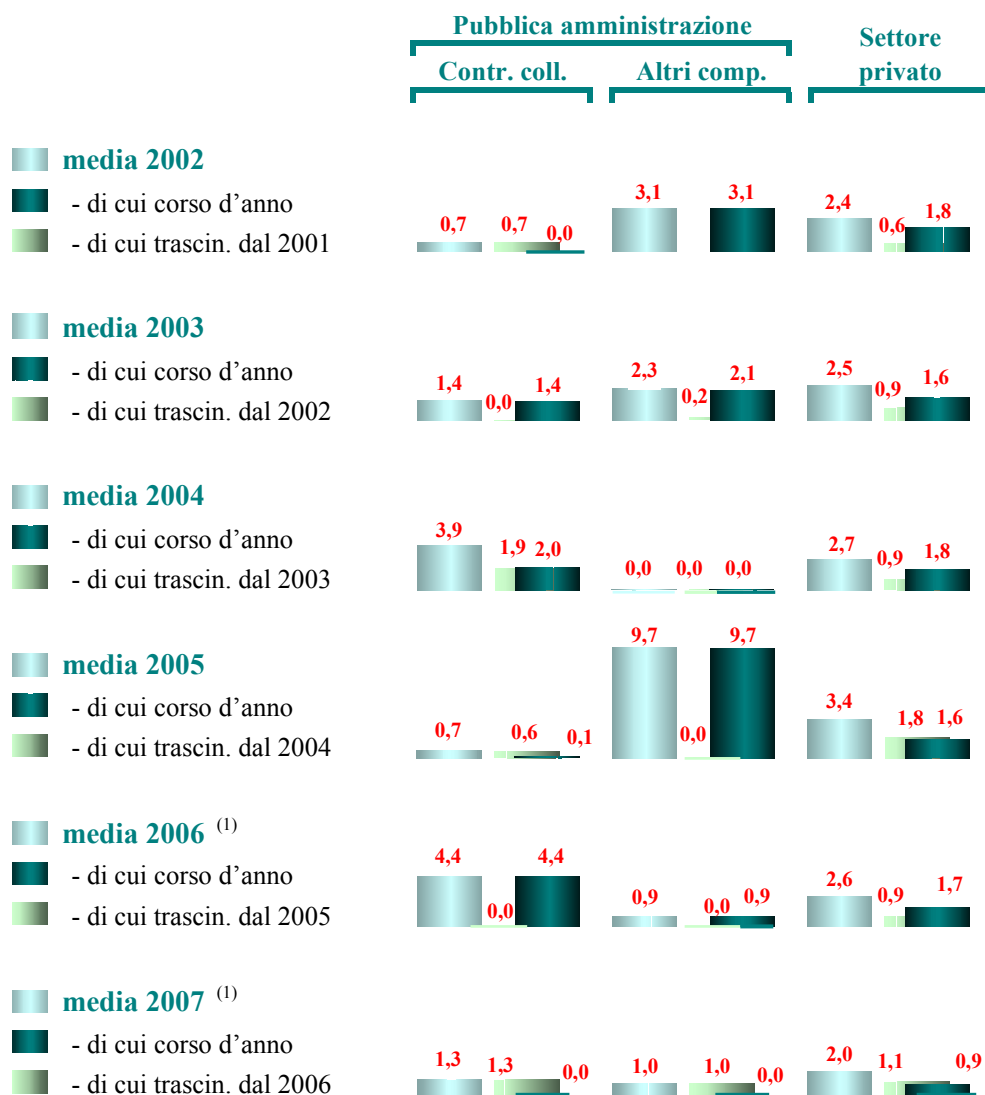 Pubblica amministrazione
Settore privato
Contr. coll.
Altri comp.
media 2002
- di cui corso d'anno
- di cui trascin. dal 2001
0,7 0,7 0,0
3,1 3,1
2,4 0,6 1,8
media 2003
- di cui corso d'anno
- di cui trascin. dal 2002
1,4 0,0 1,4
2,3 0,2 2,1
2,5 0,9 1,6
media 2004
- di cui corso d'anno
- di cui trascin. dal 2003
3,9 1,9 2,0
0,0 0,0 0,0
2,7 0,9 1,8
media 2005
- di cui corso d'anno
- di cui trascin. dal 2004
0,7 0,6 0,1
9,7 0,0 9,7
3,4 1,8 1,6
media 2006 (1)
- di cui corso d'anno
- di cui trascin. dal 2005
4,4 0,0 4,4
0,9 0,0 0,9
2,6 0,9 1,7
media 2007 (1)
- di cui corso d'anno
- di cui trascin. dal 2006
1,3 1,3 0,0
1,0 1,0 0,0
2,0 1,1 0,9